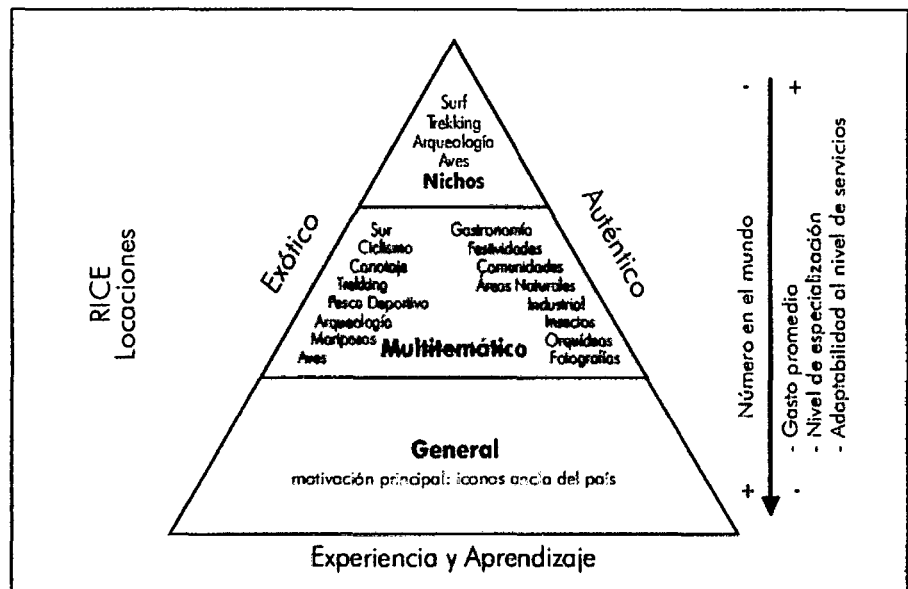 Surf
Trekking
Arqueología
Aves
Nichos
Exótico
Auténtico
RICE
Locaciones
Sur
Ciclismo
Canotaje
Trekking
Pesca Deportivo
Arqueología
Mariposas
Aves
Gastronomía
Festividades
Comunidades
Áreas Naturales
Industrial
Insectos
Orquídeas
Fotografías
Multitemático
General
motivación principal: iconos ancla del país
Experiencia y Aprendizaje
- Número en el mundo +
+
- Gasto promedio
- Nivel de especialización
- Adaptabilidad al nivel de servicios
-